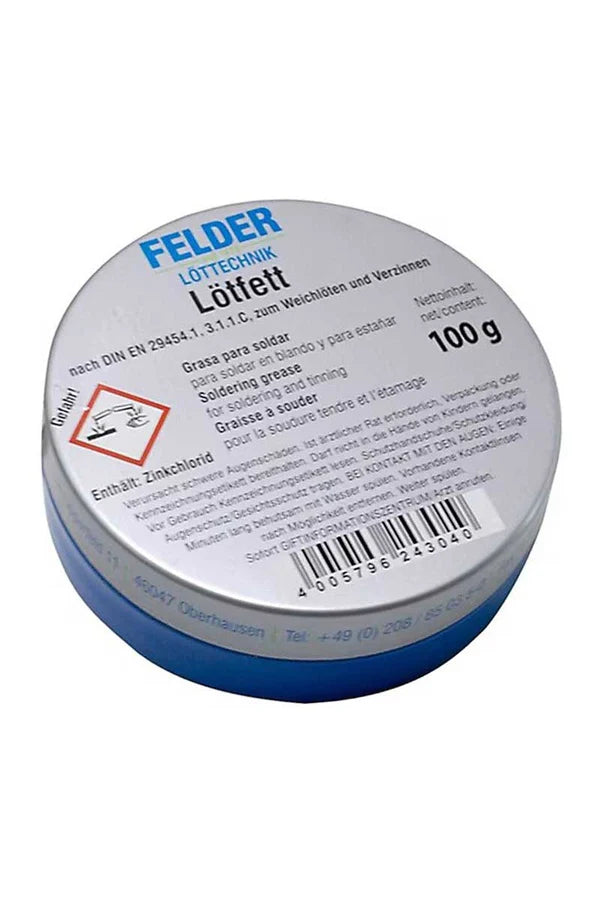 FELDER
LÖTTECHNIK
Lötfett
nach DIN EN 29454.1, 3.1.1.C, zum Weichlöten und Verzinnen
Nettoinhalt:
net/content:
100 g
Grasa para soldar
para soldar en blando y para estañar
Soldering grease
for soldering and tinning
Graisse à souder
pour la soudure tendre et l'étamage
Gefahr!
Enthält: Zinkchlorid
Verursacht schwere Augenschäden. Ist ärztlicher Rat erforderlich, Verpackung oder
Kennzeichnungsetikett bereithalten. Darf nicht in die Hände von Kindern gelangen.
Vor Gebrauch Kennzeichnungsetikett lesen. Schutzhandschuhe/Schutzkleidung/
Augenschutz/Gesichtsschutz tragen. BEI KONTAKT MIT DEN AUGEN: Einige
Minuten lang behutsam mit Wasser spülen. Vorhandene Kontaktlinsen
nach Möglichkeit entfernen. Weiter spülen.
Sofort GIFTINFORMATIONSZENTRUM/Arzt anrufen.
4 005796 243040
11 · 46047 Oberhausen | Tel: +49 (0) 208 / 85 03 5-0